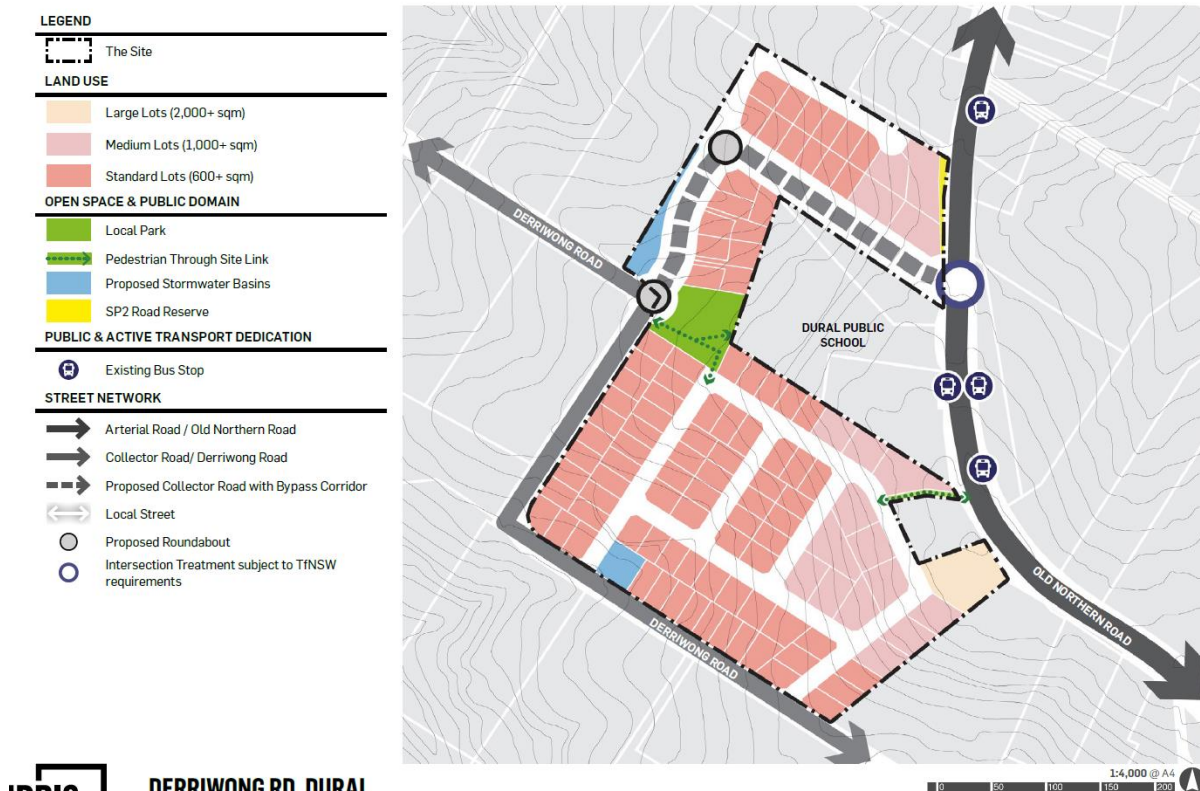 LEGEND
The Site
LAND USE
Large Lots (2,000+ sqm)
Medium Lots (1,000+ sqm)
Standard Lots (600+ sqm)
OPEN SPACE & PUBLIC DOMAIN
Local Park
Pedestrian Through Site Link
Proposed Stormwater Basins
SP2 Road Reserve
PUBLIC & ACTIVE TRANSPORT DEDICATION
Existing Bus Stop
STREET NETWORK
Arterial Road / Old Northern Road
Collector Road/ Derriwong Road
Proposed Collector Road with Bypass Corridor
Local Street
Proposed Roundabout
Intersection Treatment subject to TfNSW
requirements
DERRIWONG ROAD
DURAL PUBLIC
SCHOOL
OLD NORTHERN ROAD
DERRIWONG ROAD
DERRIWONG RD, DURAL
1:4,000 @ A4
0 50 100 150 200